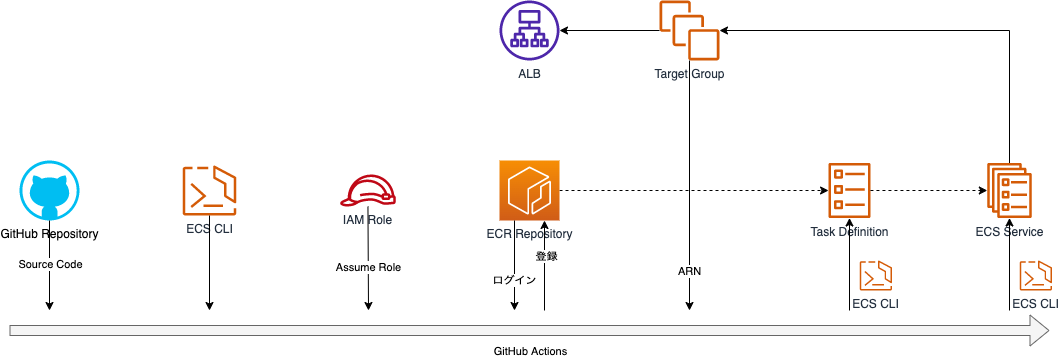 ALB
Target Group
GitHub Repository
ECS CLI
IAM Role
ECR Repository
Task Definition
ECS Service
Source Code
Assume Role
ログイン
登録
ARN
ECS CLI
ECS CLI
GitHub Actions